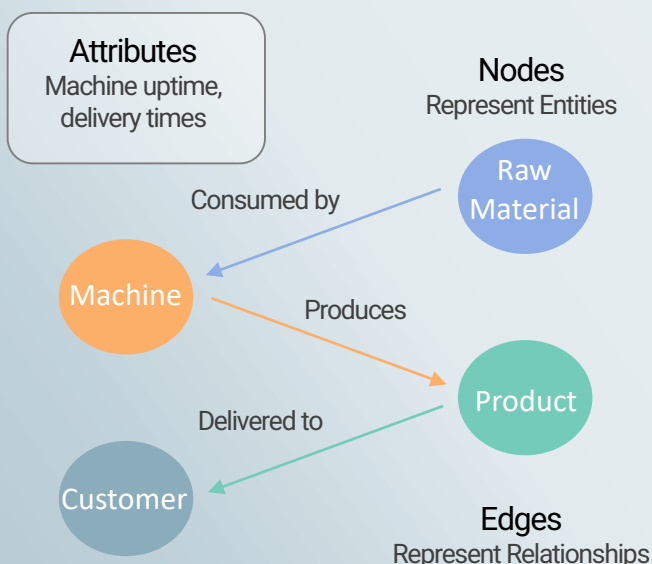 Attributes
Machine uptime,
delivery times
Nodes
Represent Entities
Raw
Material
Consumed by
Machine
Produces
Product
Delivered to
Customer
Edges
Represent Relationships